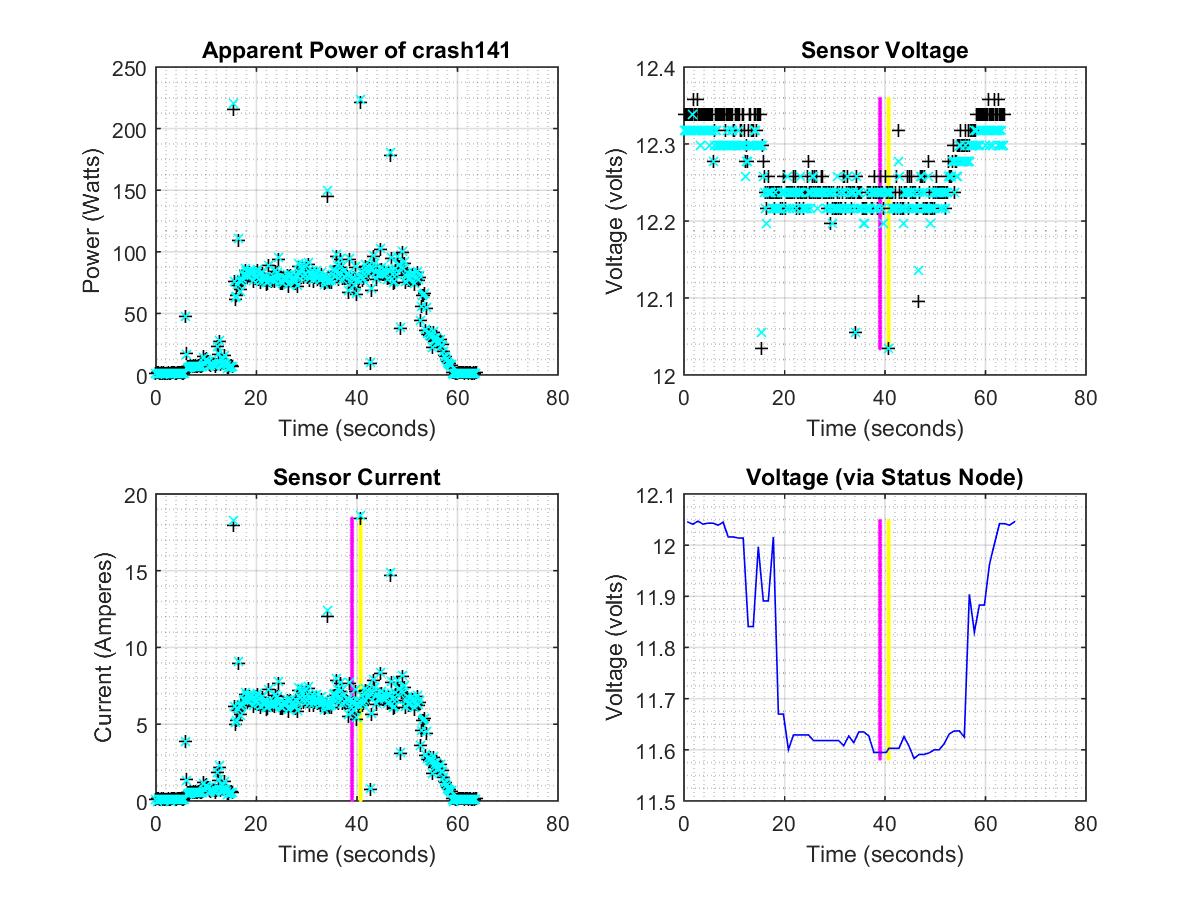 Apparent Power of crash141
250
200
150
100
50
0
Power (Watts)
0 20 40 60 80
Time (seconds)
Sensor Voltage
12.4
12.3
12.2
12.1
12
Voltage (volts)
0 20 40 60 80
Time (seconds)
Sensor Current
20
15
10
5
0
Current (Amperes)
0 20 40 60 80
Time (seconds)
Voltage (via Status Node)
12.1
12
11.9
11.8
11.7
11.6
11.5
Voltage (volts)
0 20 40 60 80
Time (seconds)